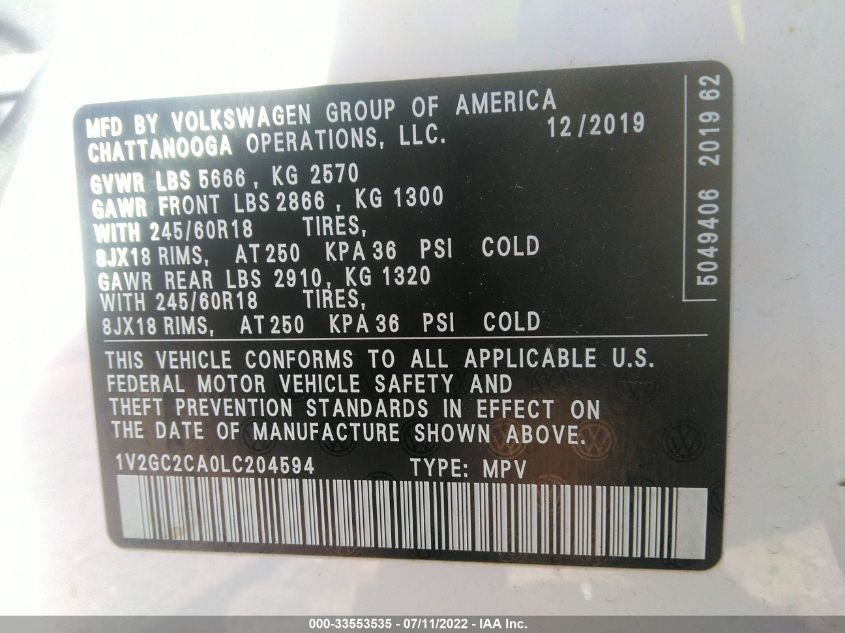 MFD BY VOLKSWAGEN GROUP OF AMERICA
CHATTANOOGA OPERATIONS, LLC. 12/2019
GVWR LBS 5666, KG 2570
GAWR FRONT LBS 2866, KG 1300
WITH 245/60R18 TIRES,
8JX18 RIMS, AT 250 KPA 36 PSI COLD
GAWR REAR LBS 2910, KG 1320
WITH 245/60R18 TIRES,
8JX18 RIMS, AT 250 KPA 36 PSI COLD
5049406 2019 62
THIS VEHICLE CONFORMS TO ALL APPLICABLE U.S.
FEDERAL MOTOR VEHICLE SAFETY AND
THEFT PREVENTION STANDARDS IN EFFECT ON
THE DATE OF MANUFACTURE SHOWN ABOVE.
1V2GC2CA0LC204594 TYPE: MPV
000-33553535 - 07/11/2022 - IAA Inc.